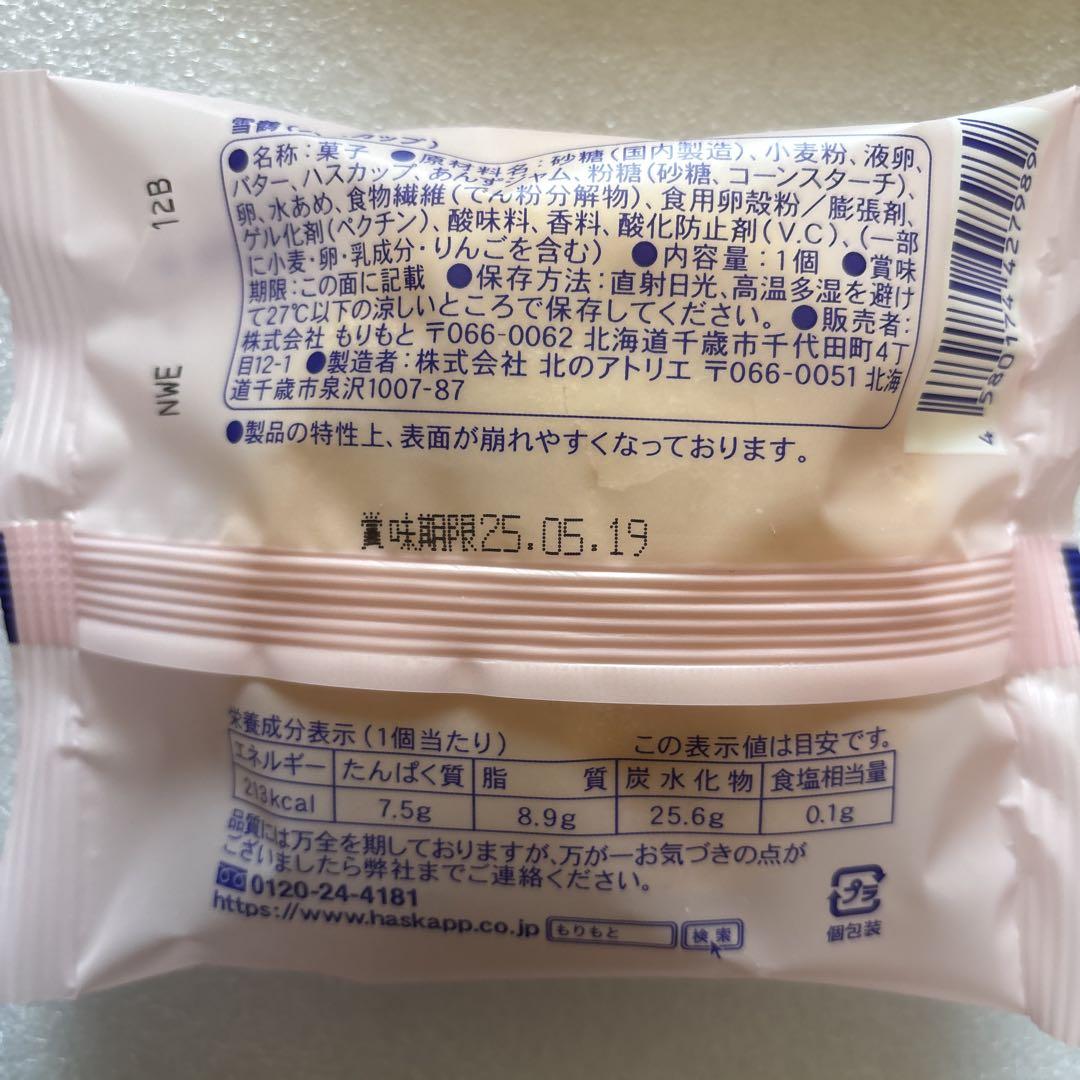 雪鶴(ハスカップ)
●名称：菓子 ●原材料名：砂糖(国内製造)、小麦粉、液卵、
バター、ハスカップ、あんずジャム、粉糖(砂糖、コーンスターチ)、
卵、水あめ、食物繊維(でん粉分解物)、食用卵殻粉／膨張剤、
ゲル化剤(ペクチン)、酸味料、香料、酸化防止剤(V.C)、(一部
に小麦・卵・乳成分・りんごを含む) ●内容量：1個 ●賞味
期限：この面に記載 ●保存方法：直射日光、高温多湿を避け
て27℃以下の涼しいところで保存してください。●販売者：
株式会社 もりもと 〒066-0062 北海道千歳市千代田町4丁
目12-1 ●製造者：株式会社 北のアトリエ 〒066-0051 北海
道千歳市泉沢1007-87
●製品の特性上、表面が崩れやすくなっております。
12B
NWE
4580174427989
賞味期限25.05.19
栄養成分表示(1個当たり) この表示値は目安です。
エネルギー たんぱく質 脂質 炭水化物 食塩相当量
213kcal 7.5g 8.9g 25.6g 0.1g
品質には万全を期しておりますが、万が一お気づきの点が
ございましたら弊社までご連絡ください。
0120-24-4181
https://www.haskapp.co.jp もりもと 検索
プラ
個包装